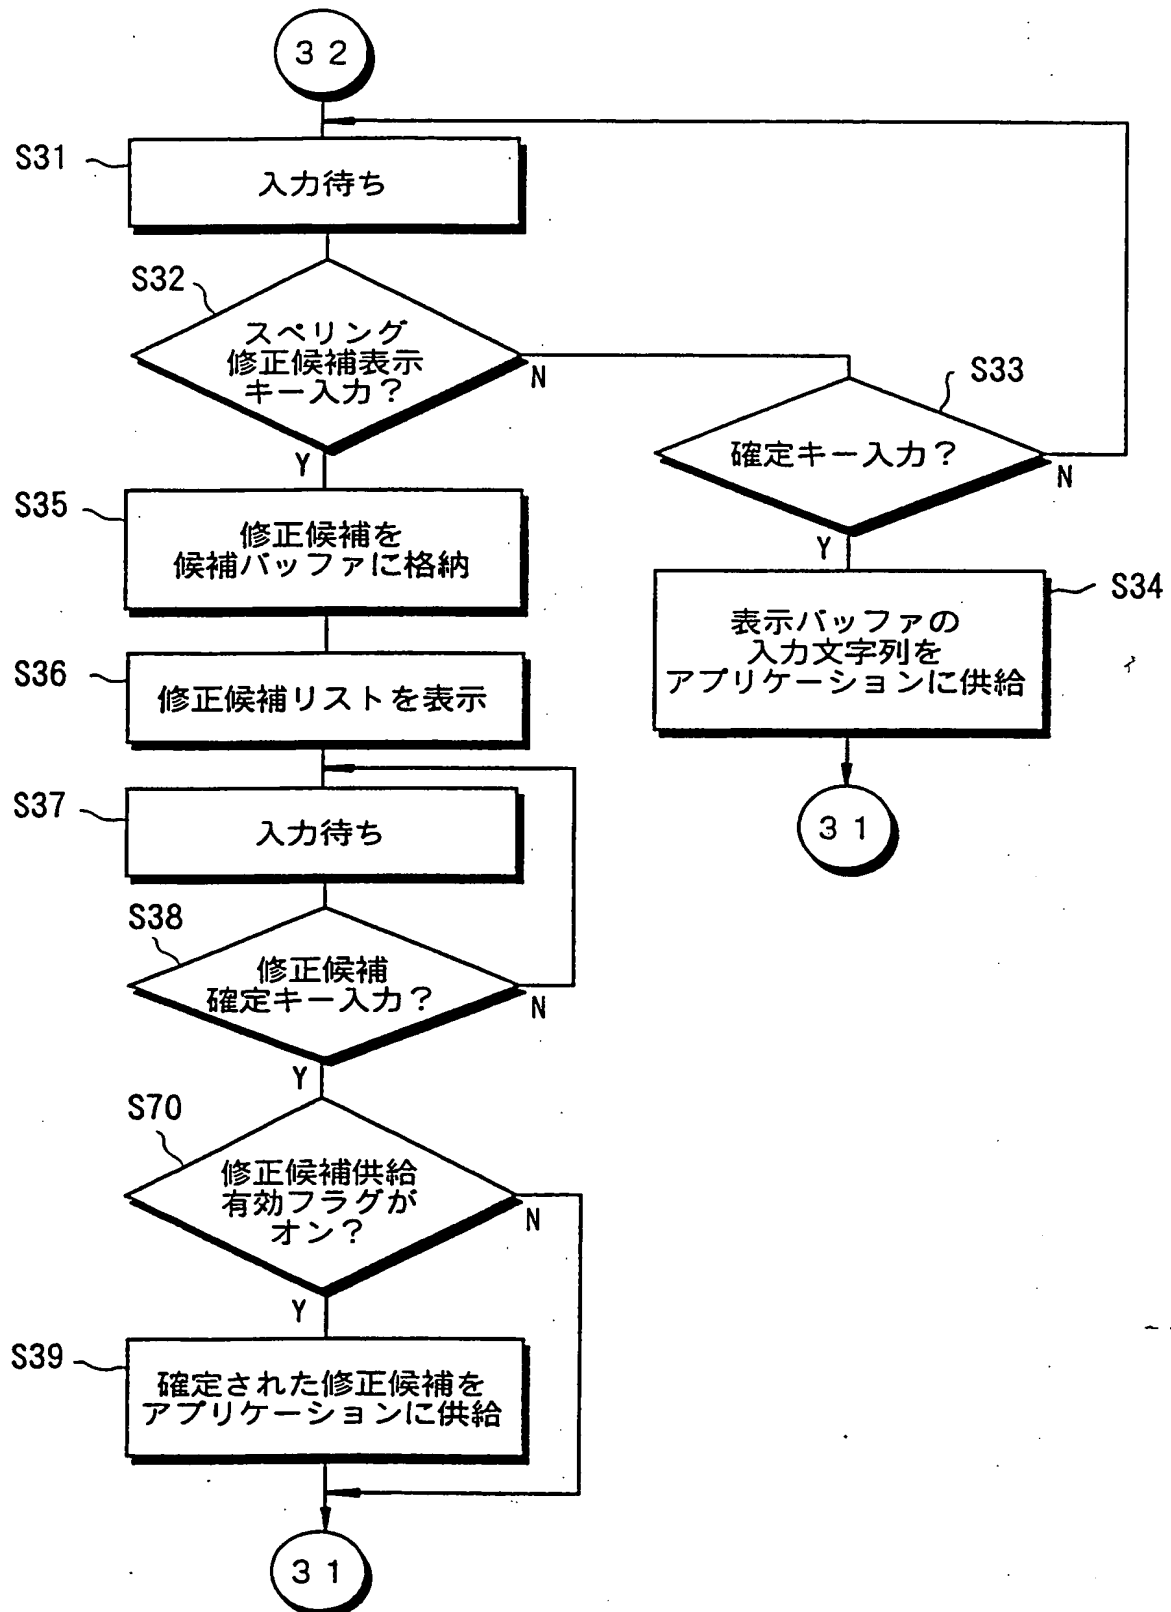 ３２
S31
入力待ち
S32
スペリング
修正候補表示
キー入力？
N
Y
S33
確定キー入力？
N
Y
S34
表示バッファの
入力文字列を
アプリケーションに供給
３１
S35
修正候補を
候補バッファに格納
S36
修正候補リストを表示
S37
入力待ち
S38
修正候補
確定キー入力？
N
Y
S70
修正候補供給
有効フラグが
オン？
N
Y
S39
確定された修正候補を
アプリケーションに供給
３１